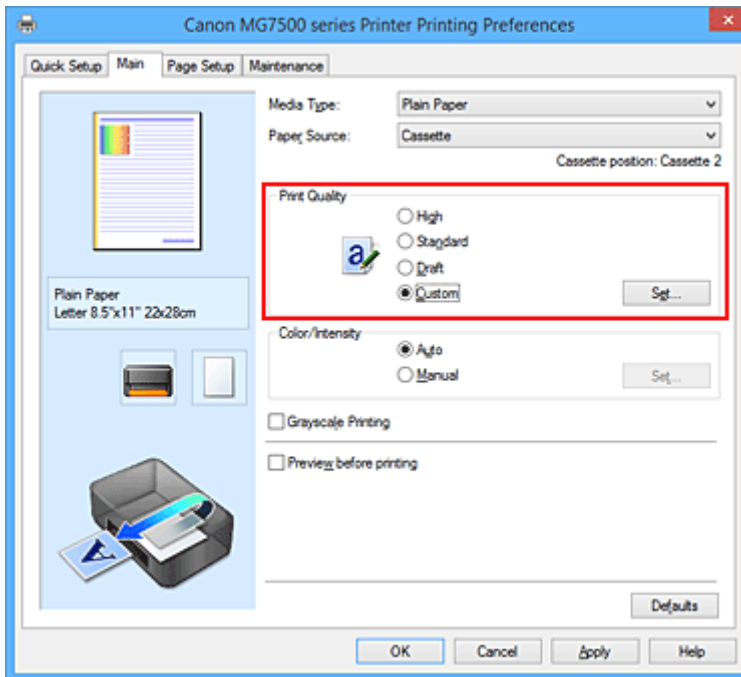 Canon MG7500 series Printer Printing Preferences
Quick Setup Main Page Setup Maintenance
Media Type: Plain Paper
Paper Source: Cassette
Cassette position: Cassette 2
Print Quality
High
Standard
a
Draft
Custom Set...
Plain Paper
Letter 8.5"x11" 22x28cm
Color/Intensity
Auto
Manual Set...
Grayscale Printing
Preview before printing
A
Defaults
OK Cancel Apply Help